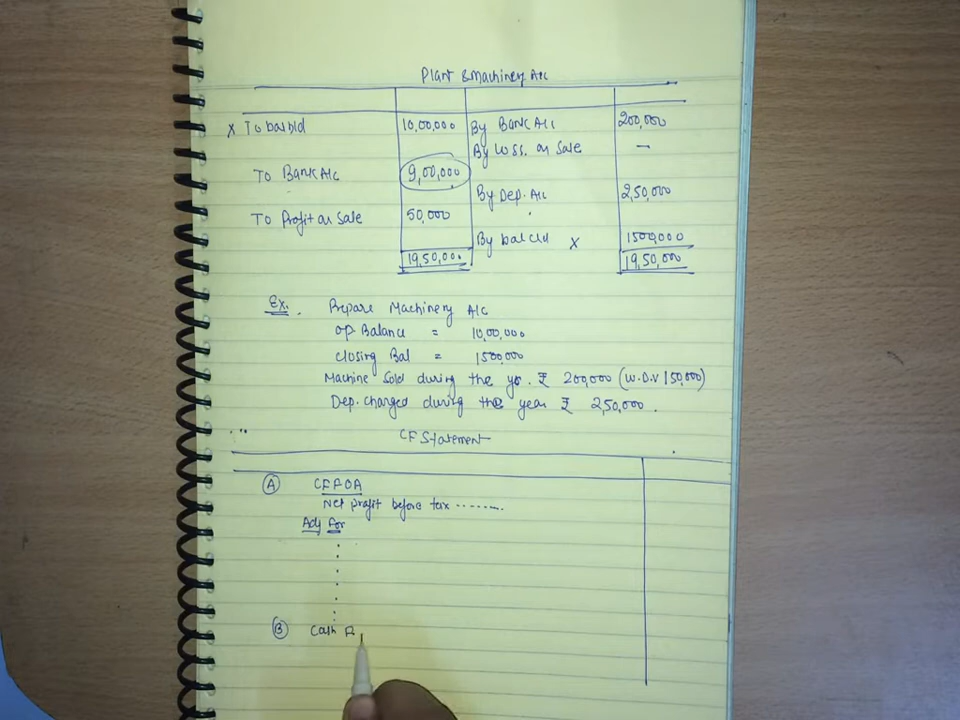 Plant & Machinery A/c
X To bal b/d 10,00,000 By Bank A/c 200,000
By Loss on Sale —
To Bank A/c 9,00,000
By Dep. A/c 2,50,000
To Profit on Sale 50,000
By bal c/d X 1500,000
19,50,000 19,50,000
Ex. Prepare Machinery A/c
op Balance = 10,00,000
closing Bal = 1500000
Machine Sold during the yr. ₹ 200,000 (W.D.V 150,000)
Dep. charged during the year ₹ 2,50,000.
CF Statement
A CFFOA
Net profit before tax ........
Adj For
B Cash F